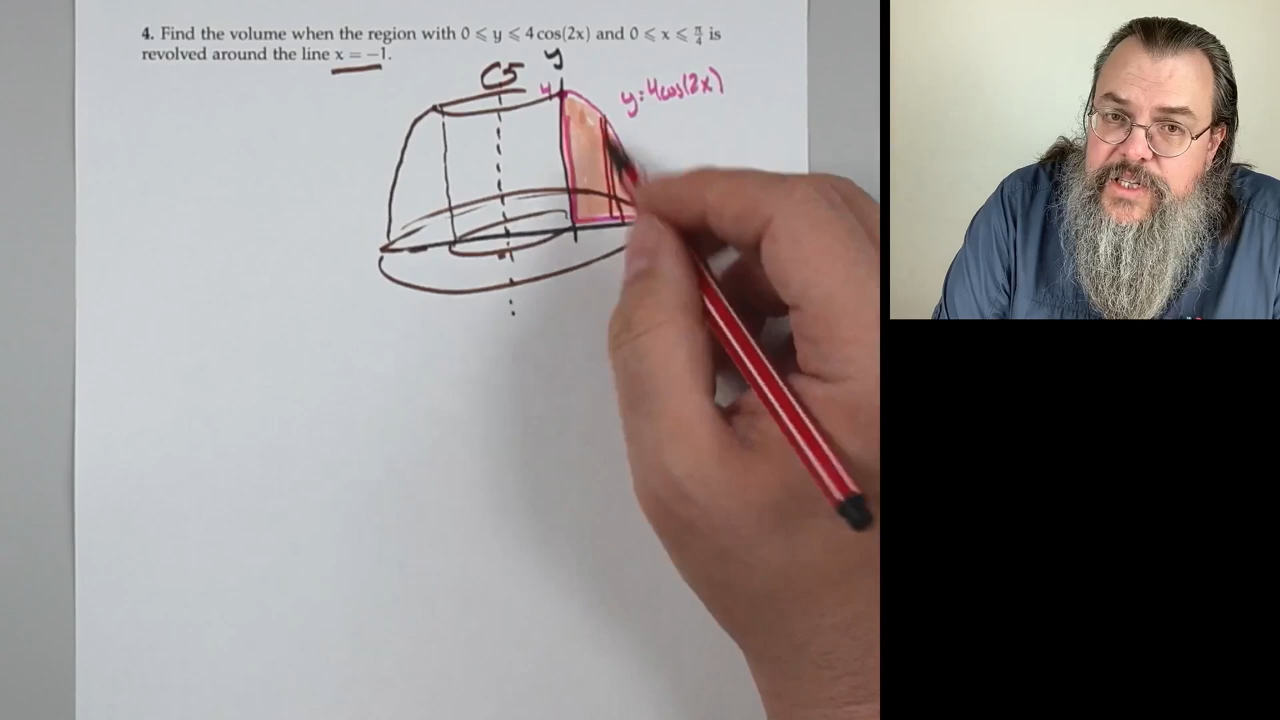 4. Find the volume when the region with 0 ⩽ y ⩽ 4 cos(2x) and 0 ⩽ x ⩽ π/4 is
revolved around the line x = −1.
y
4
y=4cos(2x)